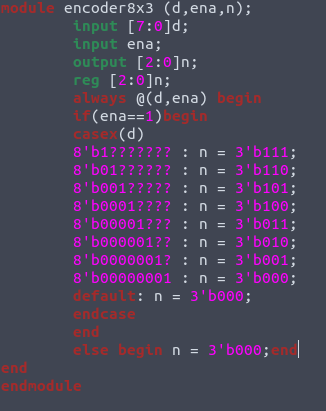 module encoder8x3 (d,ena,n);
input [7:0]d;
input ena;
output [2:0]n;
reg [2:0]n;
always @(d,ena) begin
if(ena==1)begin
casex(d)
8'b1??????? : n = 3'b111;
8'b01?????? : n = 3'b110;
8'b001????? : n = 3'b101;
8'b0001???? : n = 3'b100;
8'b00001??? : n = 3'b011;
8'b000001?? : n = 3'b010;
8'b0000001? : n = 3'b001;
8'b00000001 : n = 3'b000;
default: n = 3'b000;
endcase
end
else begin n = 3'b000;end
end
endmodule